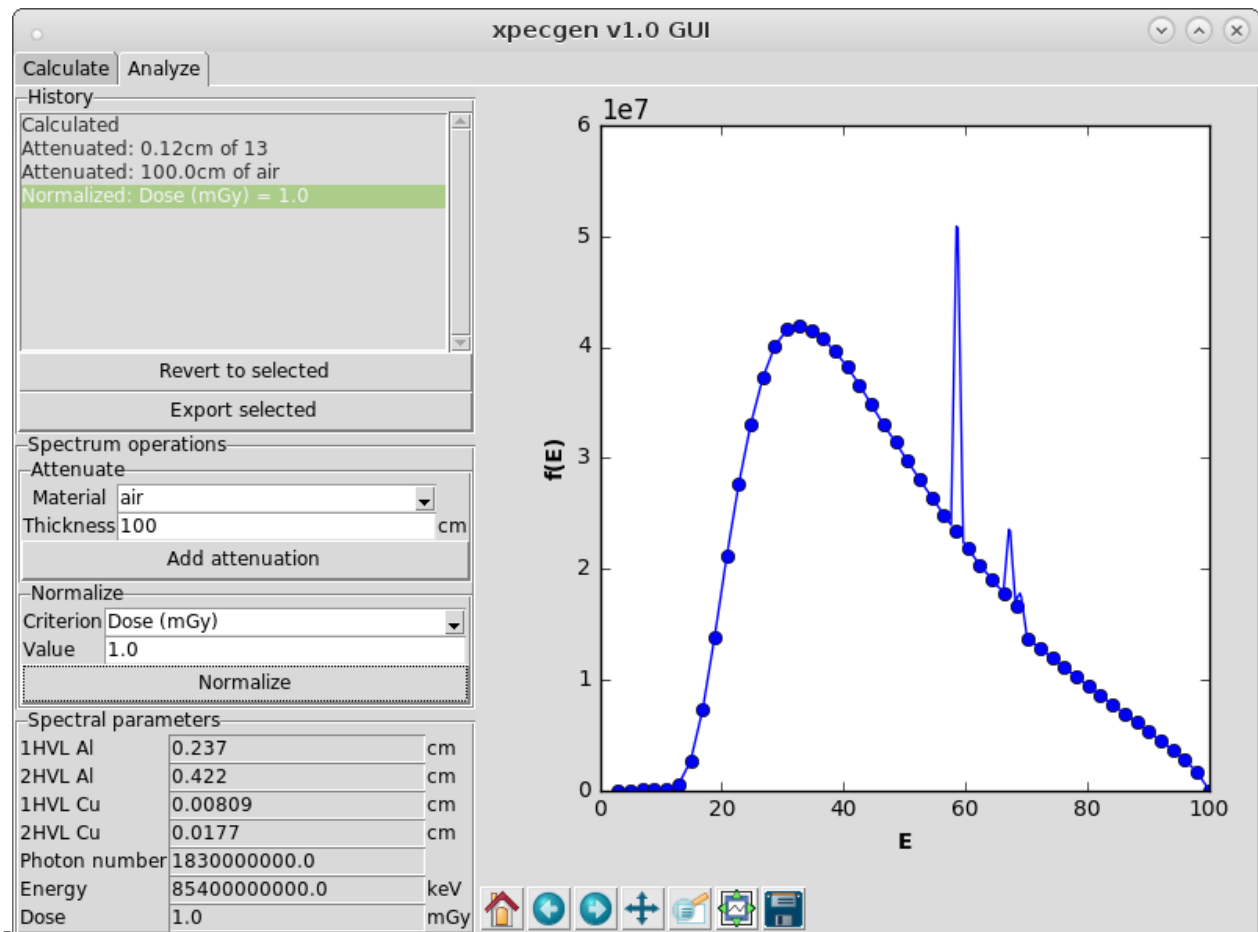 xpecgen v1.0 GUI
Calculate Analyze
History
Calculated
Attenuated: 0.12cm of 13
Attenuated: 100.0cm of air
Normalized: Dose (mGy) = 1.0
Revert to selected
Export selected
Spectrum operations
Attenuate
Material air
Thickness 100 cm
Add attenuation
Normalize
Criterion Dose (mGy)
Value 1.0
Normalize
Spectral parameters
1HVL Al 0.237 cm
2HVL Al 0.422 cm
1HVL Cu 0.00809 cm
2HVL Cu 0.0177 cm
Photon number 1830000000.0
Energy 85400000000.0 keV
Dose 1.0 mGy
1e7
6
5
4
3
2
1
0
f(E)
0 20 40 60 80 100
E